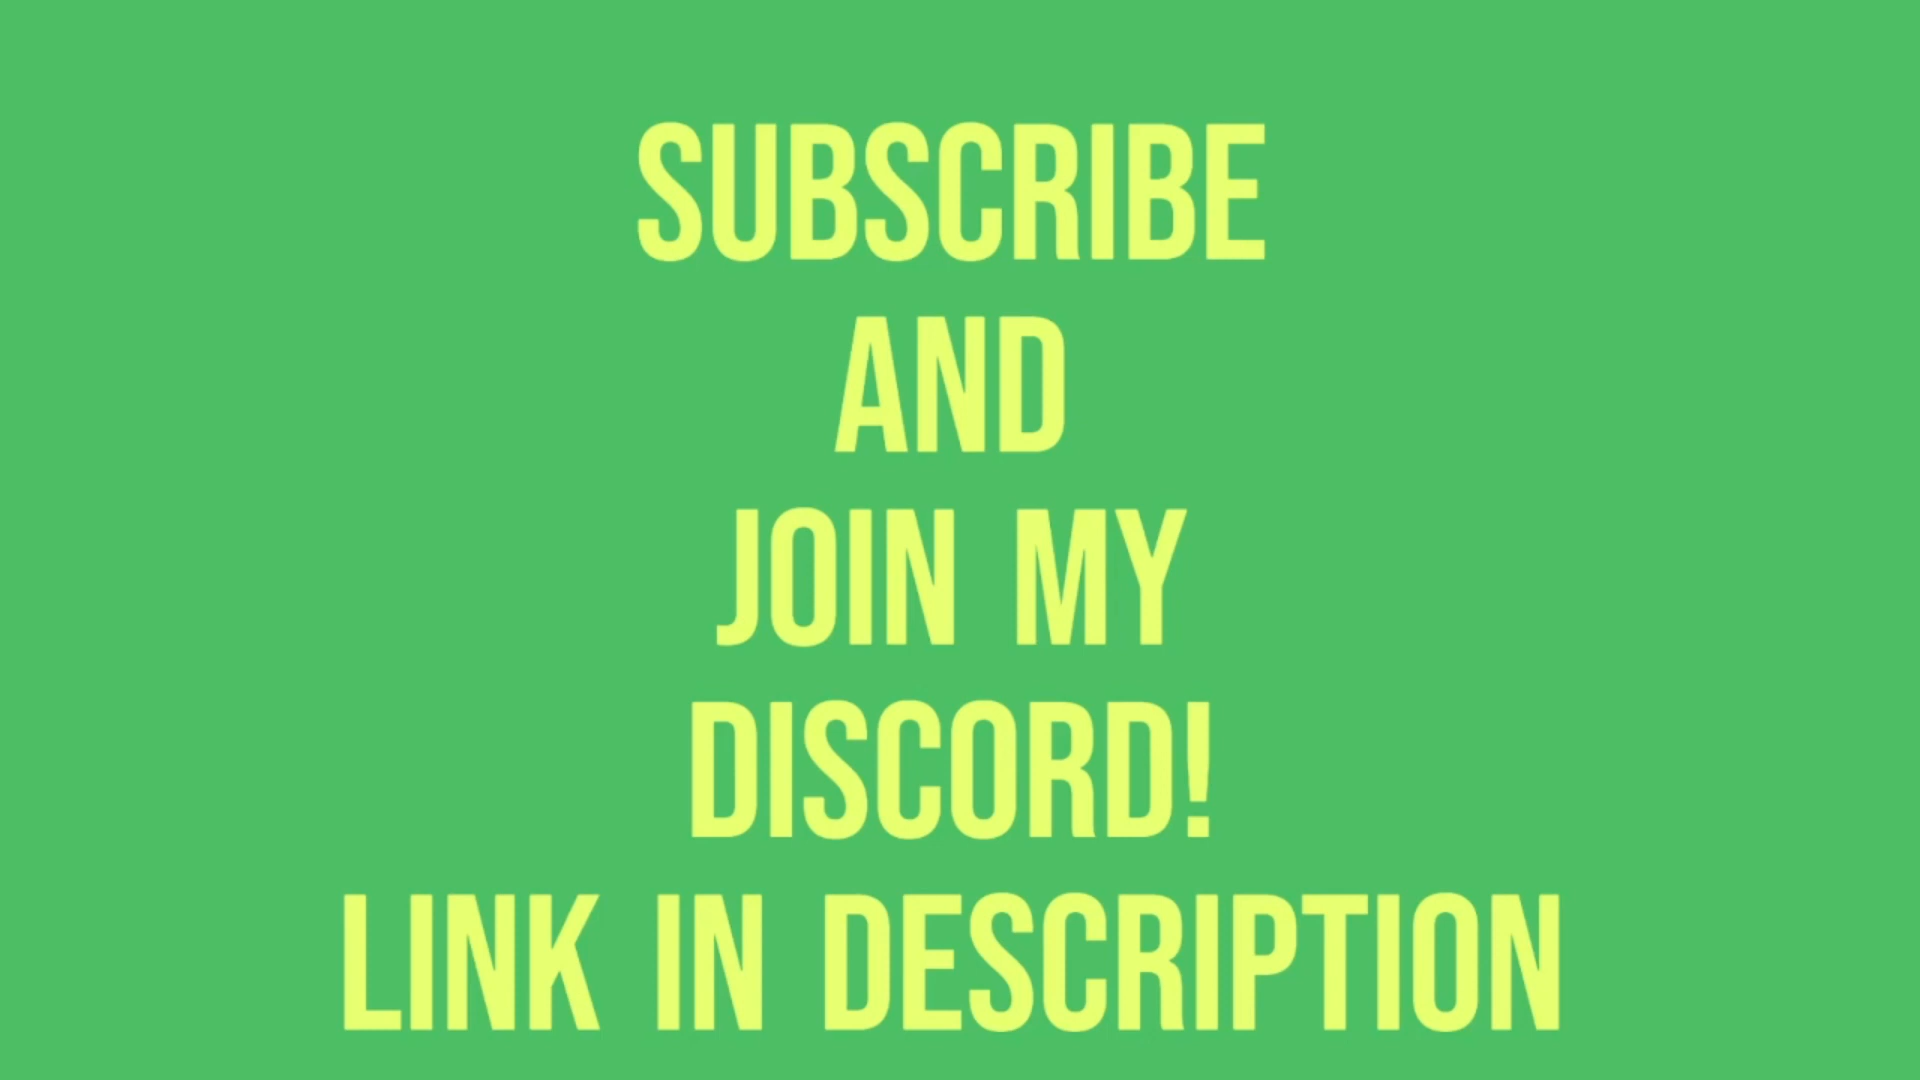 SUBSCRIBE
AND
JOIN MY
DISCORD!
LINK IN DESCRIPTION